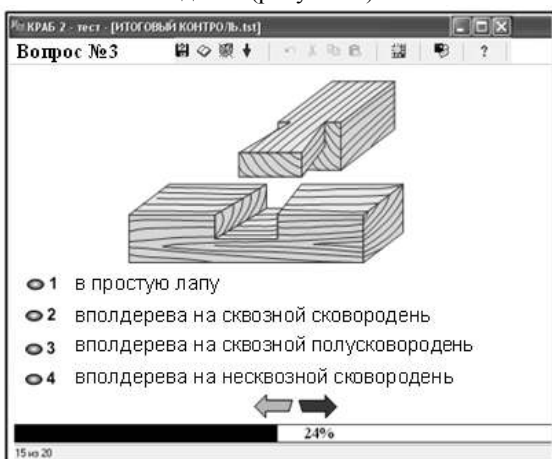 КРАБ 2 - тест - [ИТОГОВЫЙ КОНТРОЛЬ.tst]
Вопрос №3
?
1 в простую лапу
2 вполдерева на сквозной сковородень
3 вполдерева на сквозной полусковородень
4 вполдерева на несквозной сковородень
24%
15 из 20